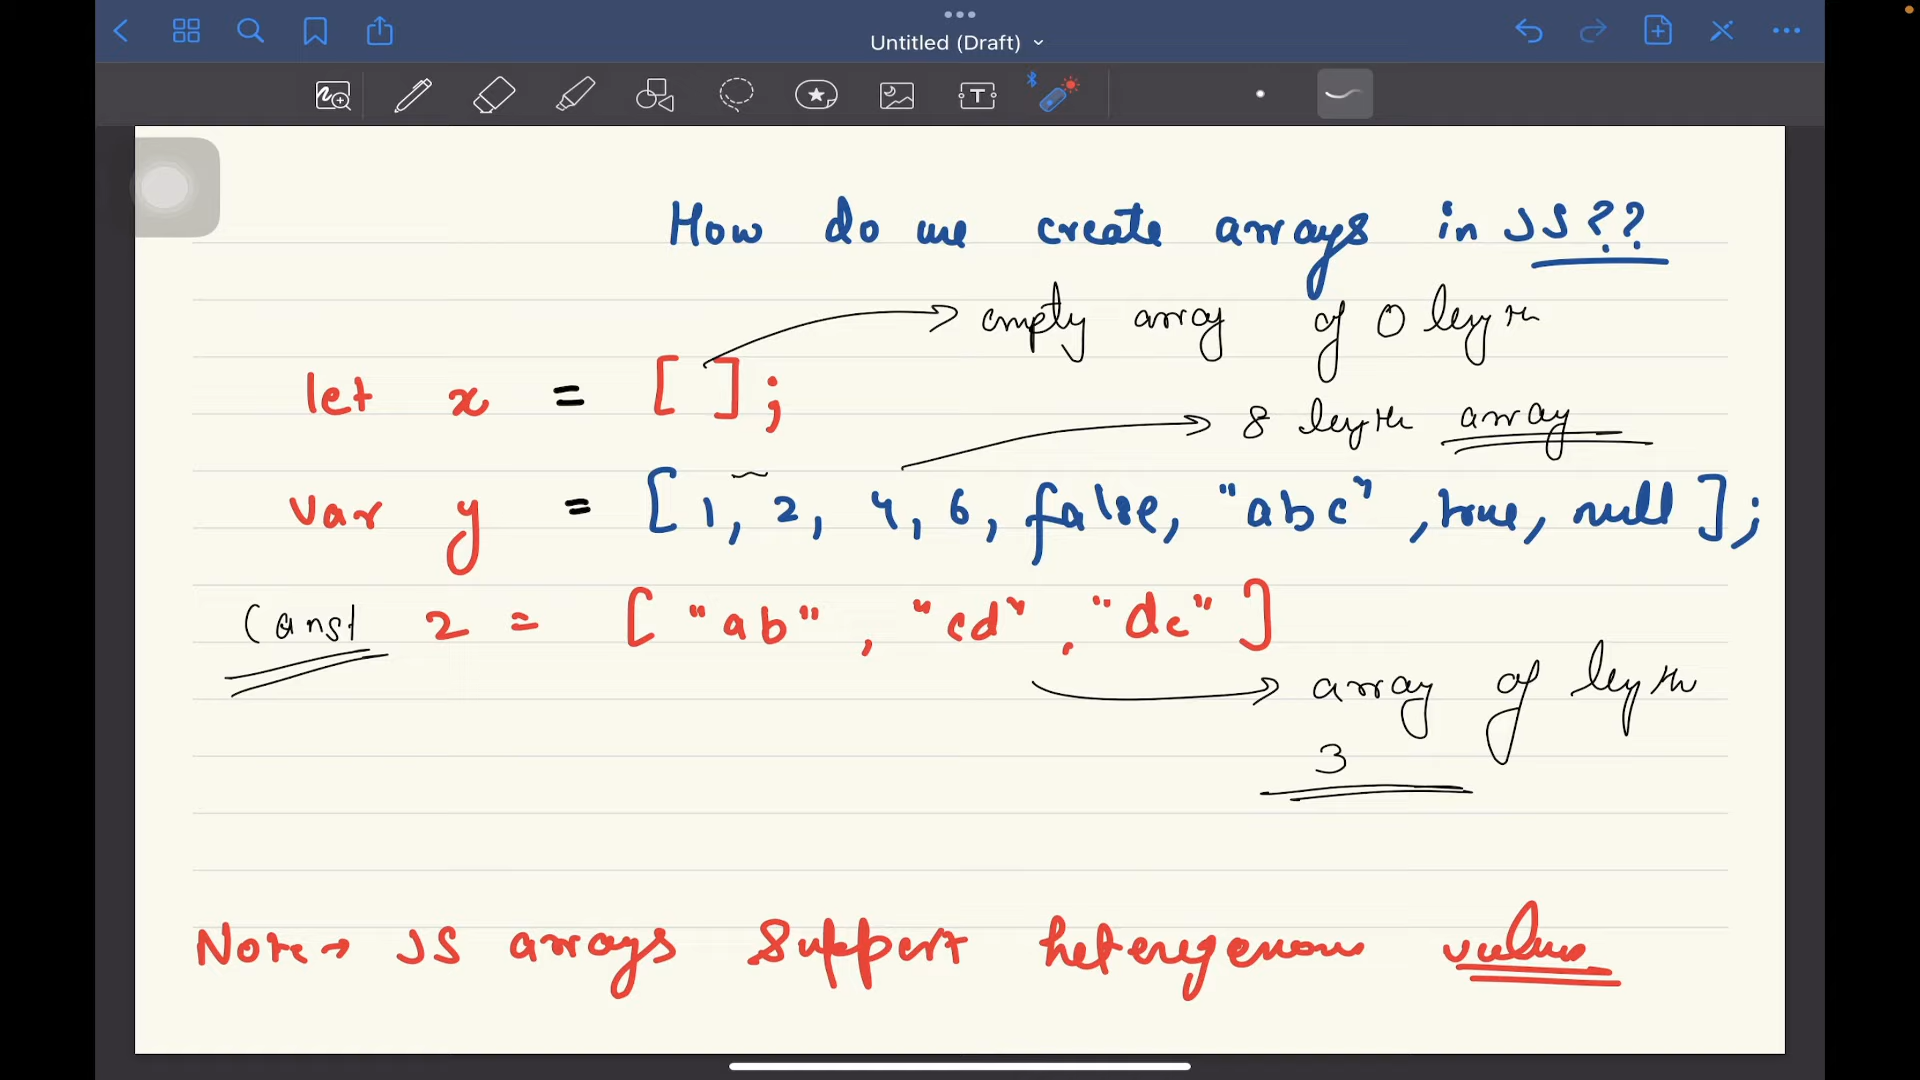 Untitled (Draft)
How do we create arrays in JS??
empty array of 0 length
let x = [ ];
8 length array
var y = [ 1, 2, 4, 6, false, "abc", true, null ];
Const z = [ "ab", "cd", "de" ]
array of length
3
Note → JS arrays support heterogenous values